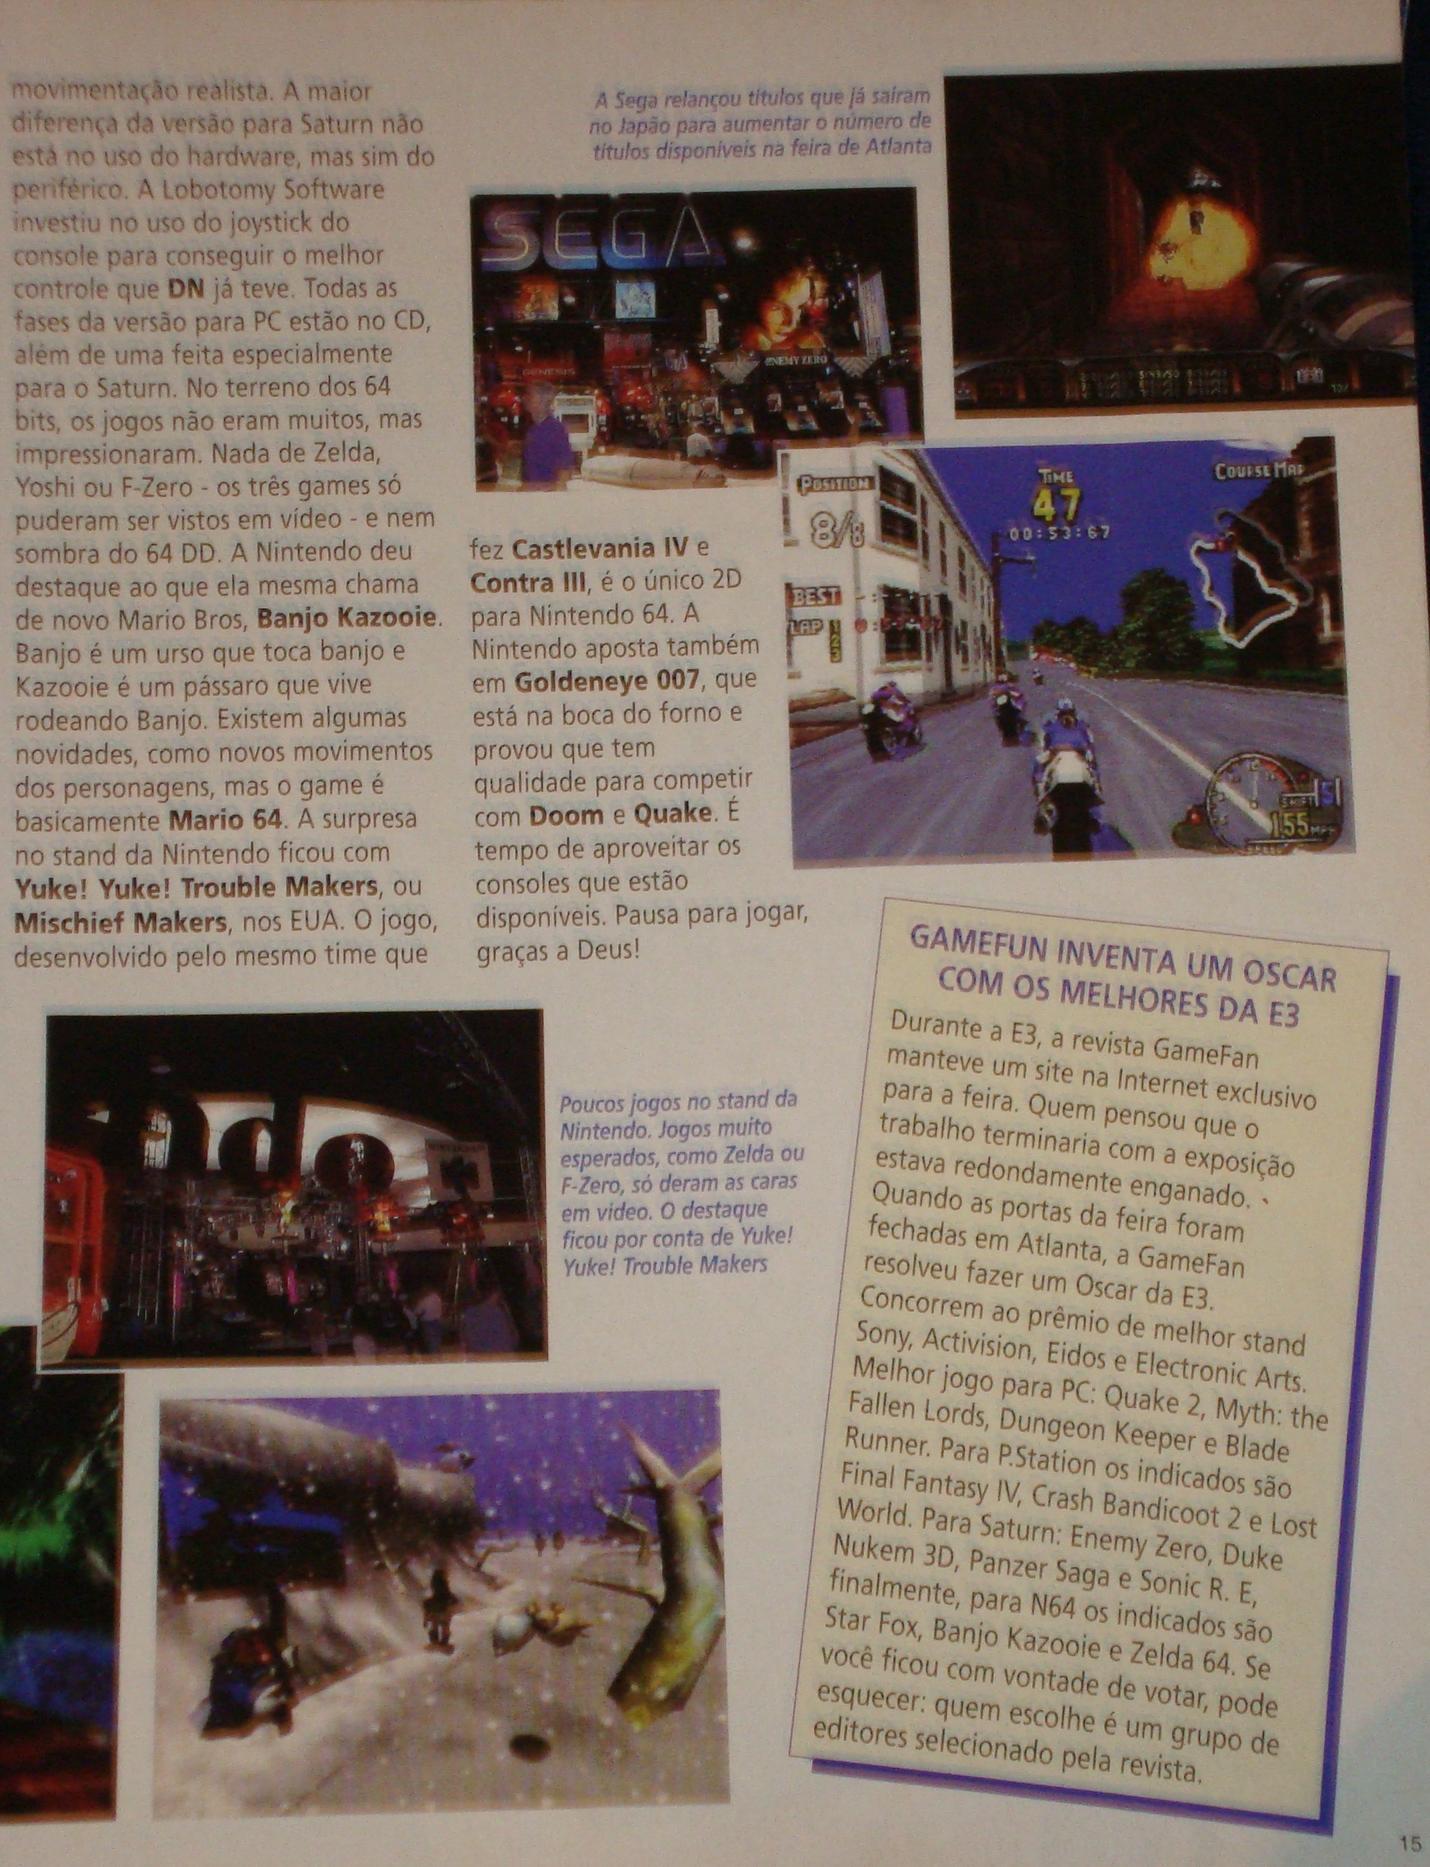 movimentação realista. A maior
diferença da versão para Saturn não
está no uso do hardware, mas sim do
periférico. A Lobotomy Software
investiu no uso do joystick do
console para conseguir o melhor
controle que DN já teve. Todas as
fases da versão para PC estão no CD,
além de uma feita especialmente
para o Saturn. No terreno dos 64
bits, os jogos não eram muitos, mas
impressionaram. Nada de Zelda,
Yoshi ou F-Zero - os três games só
puderam ser vistos em vídeo - e nem
sombra do 64 DD. A Nintendo deu
destaque ao que ela mesma chama
de novo Mario Bros, Banjo Kazooie.
Banjo é um urso que toca banjo e
Kazooie é um pássaro que vive
rodeando Banjo. Existem algumas
novidades, como novos movimentos
dos personagens, mas o game é
basicamente Mario 64. A surpresa
no stand da Nintendo ficou com
Yuke! Yuke! Trouble Makers, ou
Mischief Makers, nos EUA. O jogo,
desenvolvido pelo mesmo time que
fez Castlevania IV e
Contra III, é o único 2D
para Nintendo 64. A
Nintendo aposta também
em Goldeneye 007, que
está na boca do forno e
provou que tem
qualidade para competir
com Doom e Quake. É
tempo de aproveitar os
consoles que estão
disponíveis. Pausa para jogar,
graças a Deus!
A Sega relançou títulos que já saíram
no Japão para aumentar o número de
títulos disponíveis na feira de Atlanta
SEGA
GENESIS
ENEMY ZERO
POSITION
8/8
TIME
47
00:53:67
COURSE MAP
BEST
LAP
1
2
3
SHIFT
5
155 MPH
SPEED
Poucos jogos no stand da
Nintendo. Jogos muito
esperados, como Zelda ou
F-Zero, só deram as caras
em vídeo. O destaque
ficou por conta de Yuke!
Yuke! Trouble Makers
GAMEFUN INVENTA UM OSCAR
COM OS MELHORES DA E3
Durante a E3, a revista GameFan
manteve um site na Internet exclusivo
para a feira. Quem pensou que o
trabalho terminaria com a exposição
estava redondamente enganado.
Quando as portas da feira foram
fechadas em Atlanta, a GameFan
resolveu fazer um Oscar da E3.
Concorrem ao prêmio de melhor stand
Sony, Activision, Eidos e Electronic Arts.
Melhor jogo para PC: Quake 2, Myth: the
Fallen Lords, Dungeon Keeper e Blade
Runner. Para P.Station os indicados são
Final Fantasy IV, Crash Bandicoot 2 e Lost
World. Para Saturn: Enemy Zero, Duke
Nukem 3D, Panzer Saga e Sonic R. E,
finalmente, para N64 os indicados são
Star Fox, Banjo Kazooie e Zelda 64. Se
você ficou com vontade de votar, pode
esquecer: quem escolhe é um grupo de
editores selecionado pela revista.
15